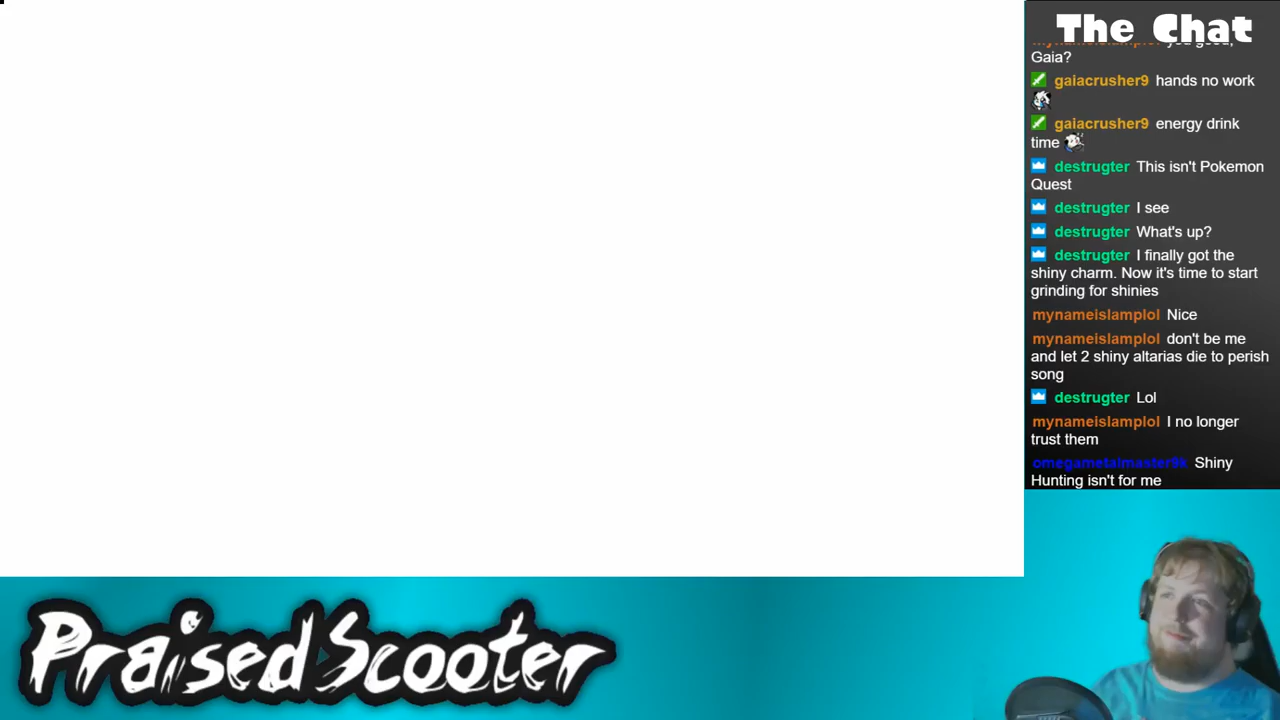 The Chat
Gaia?
gaiacrusher9 hands no work
gaiacrusher9 energy drink
time
destrugter This isn't Pokemon
Quest
destrugter I see
destrugter What's up?
destrugter I finally got the
shiny charm. Now it's time to start
grinding for shinies
mynameislamplol Nice
mynameislamplol don't be me
and let 2 shiny altarias die to perish
song
destrugter Lol
mynameislamplol I no longer
trust them
Shiny
Hunting isn't for me
PraisedScooter